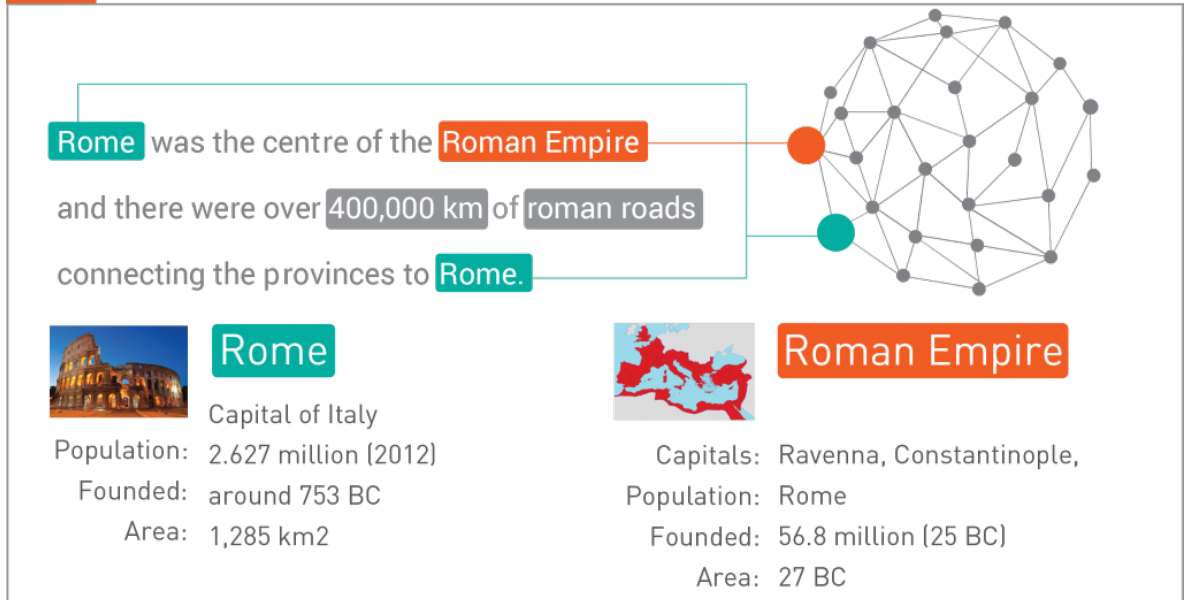 Rome was the centre of the Roman Empire
and there were over 400,000 km of roman roads
connecting the provinces to Rome.
Rome
Capital of Italy
Population: 2.627 million (2012)
Founded: around 753 BC
Area: 1,285 km2
Roman Empire
Capitals: Ravenna, Constantinople,
Population: Rome
Founded: 56.8 million (25 BC)
Area: 27 BC